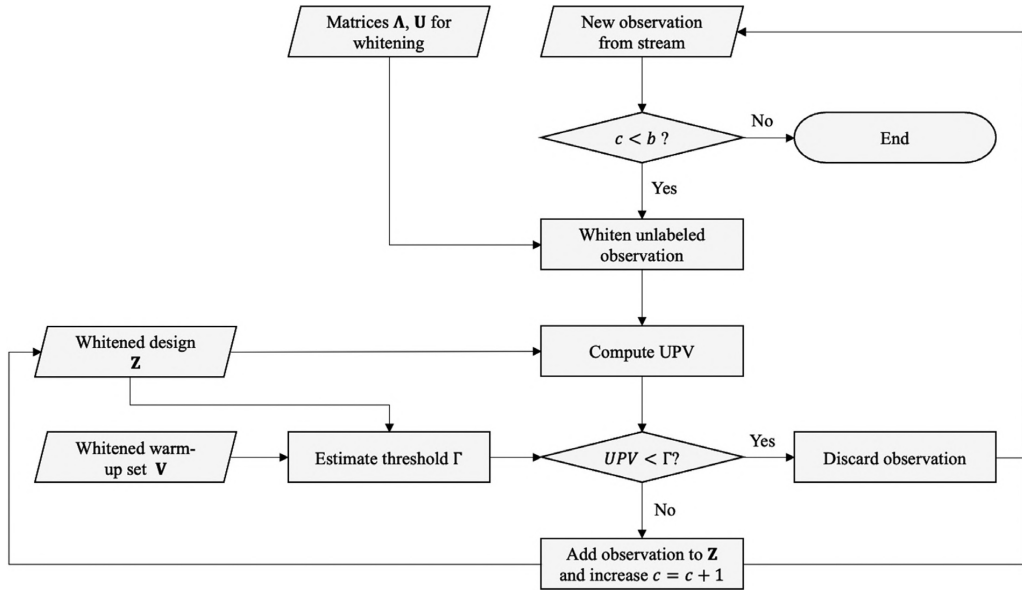 Matrices Λ, U for
whitening
New observation
from stream
c < b ?
No
End
Yes
Whiten unlabeled
observation
Whitened design
Z
Compute UPV
Whitened warm-
up set V
Estimate threshold Γ
UPV < Γ?
Yes
Discard observation
No
Add observation to Z
and increase c = c + 1